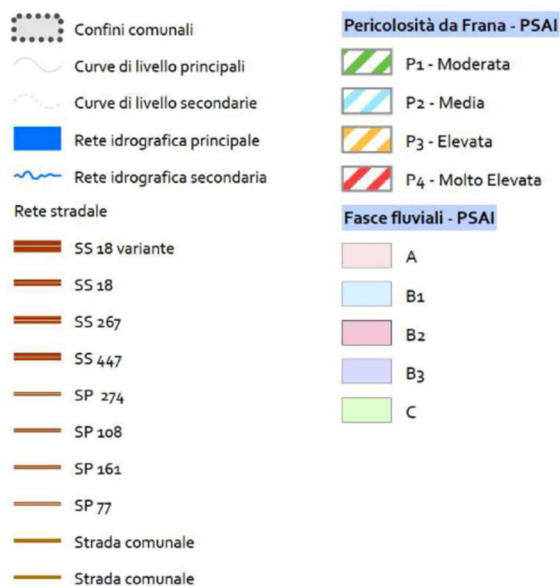 Confini comunali
Curve di livello principali
Curve di livello secondarie
Rete idrografica principale
Rete idrografica secondaria
Rete stradale
SS 18 variante
SS 18
SS 267
SS 447
SP 274
SP 108
SP 161
SP 77
Strada comunale
Strada comunale
Pericolosità da Frana - PSAI
P1 - Moderata
P2 - Media
P3 - Elevata
P4 - Molto Elevata
Fasce fluviali - PSAI
A
B1
B2
B3
C